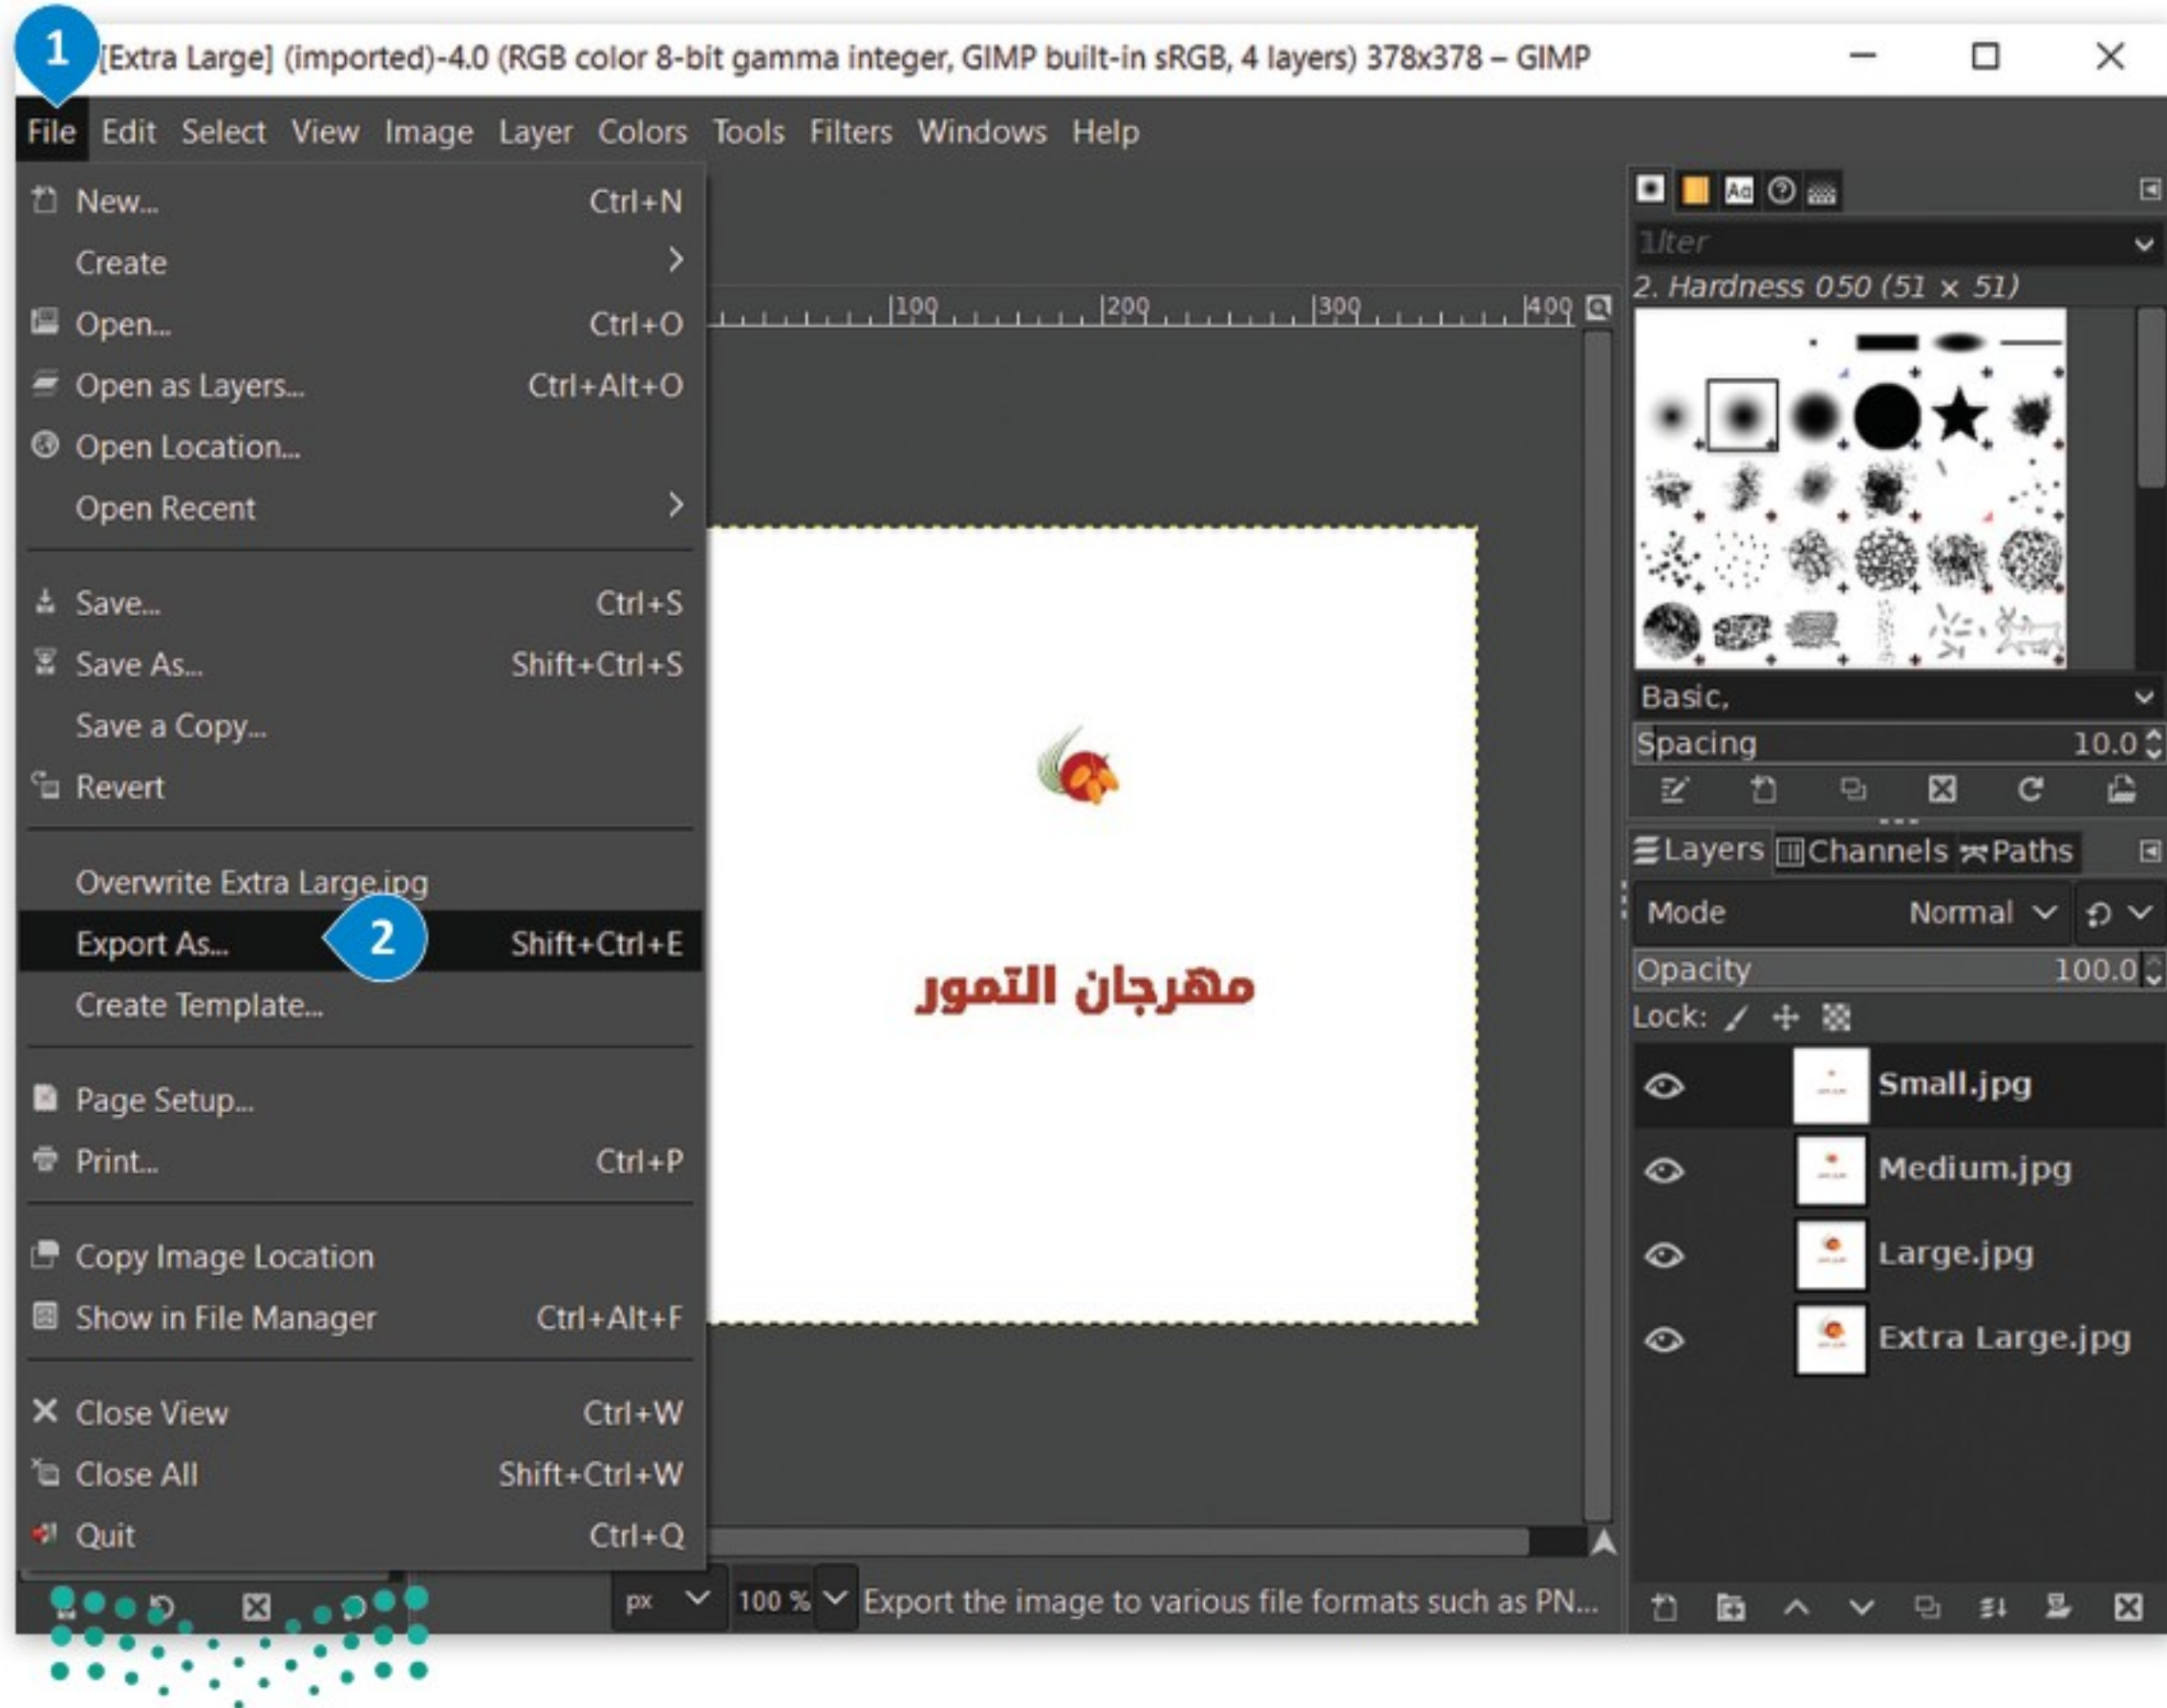 1
[Extra Large] (imported)-4.0 (RGB color 8-bit gamma integer, GIMP built-in sRGB, 4 layers) 378x378 – GIMP
File Edit Select View Image Layer Colors Tools Filters Windows Help
New... Ctrl+N
Create
Open... Ctrl+O
Open as Layers... Ctrl+Alt+O
Open Location...
Open Recent
Save... Ctrl+S
Save As... Shift+Ctrl+S
Save a Copy...
Revert
Overwrite Extra Large.jpg
Export As... 2 Shift+Ctrl+E
Create Template...
Page Setup...
Print... Ctrl+P
Copy Image Location
Show in File Manager Ctrl+Alt+F
Close View Ctrl+W
Close All Shift+Ctrl+W
Quit Ctrl+Q
100 200 300 400
مهرجان التمور
px 100 % Export the image to various file formats such as PN...
Aa
2. Hardness 050 (51 × 51)
Basic,
Spacing 10.0
Layers Channels Paths
Mode Normal
Opacity 100.0
Lock:
Small.jpg
Medium.jpg
Large.jpg
Extra Large.jpg